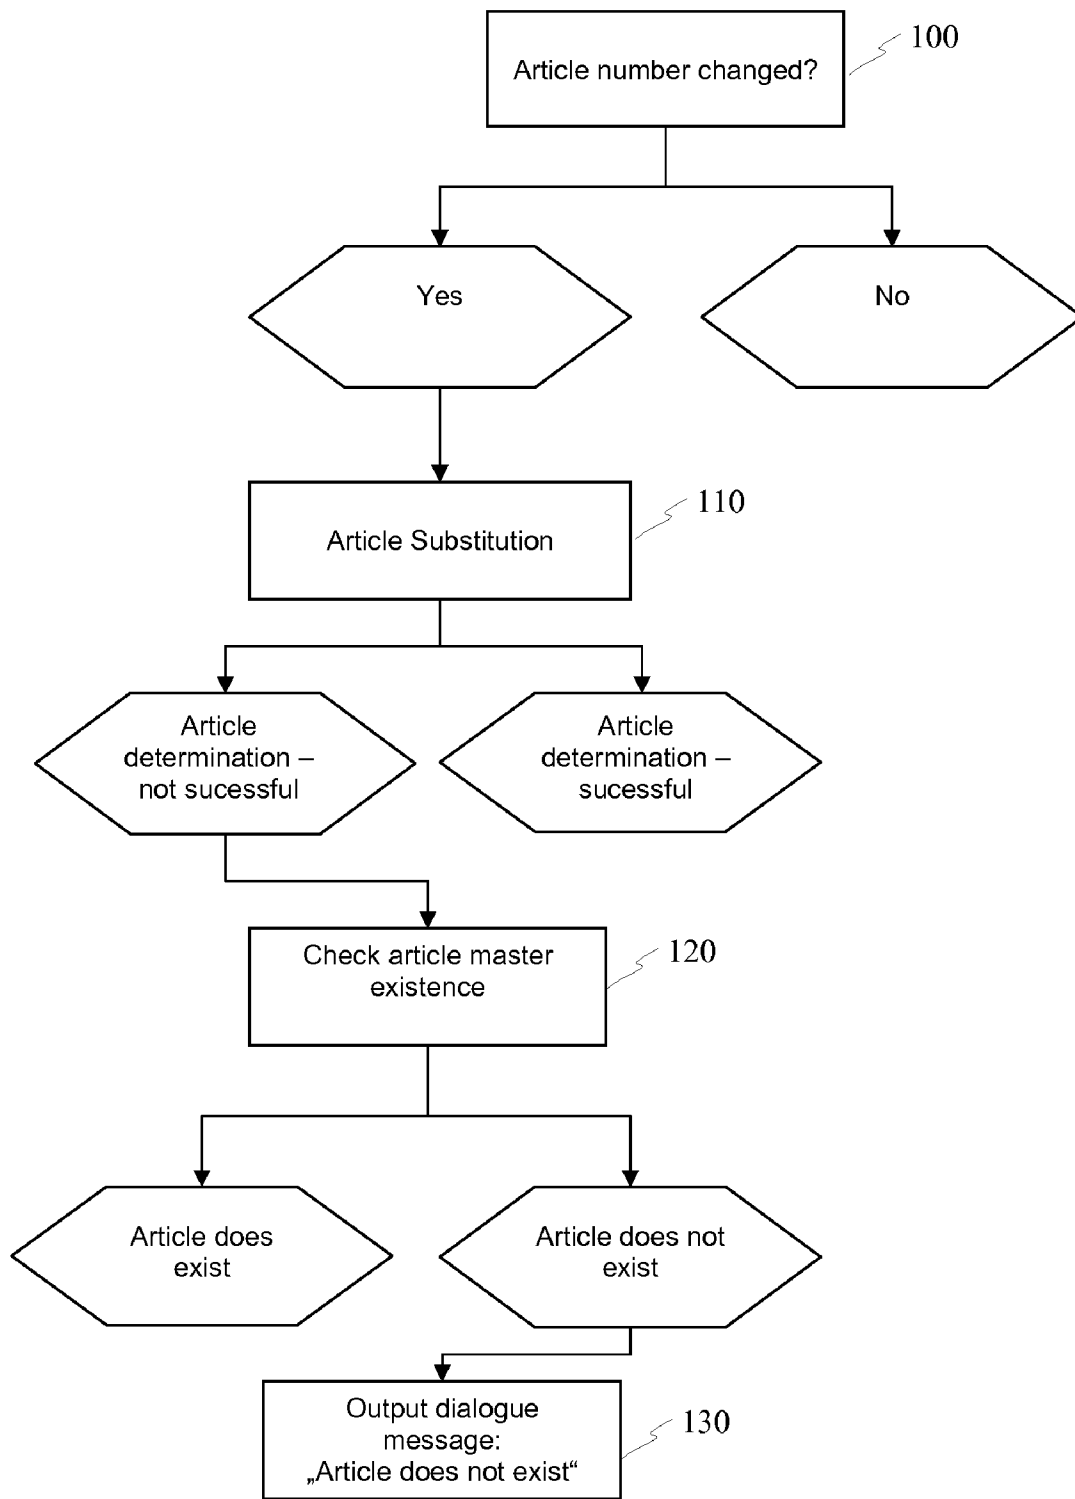 Article number changed?
100
Yes
No
Article Substitution
110
Article
determination –
not sucessful
Article
determination –
sucessful
Check article master
existence
120
Article does
exist
Article does not
exist
Output dialogue
message:
„Article does not exist“
130